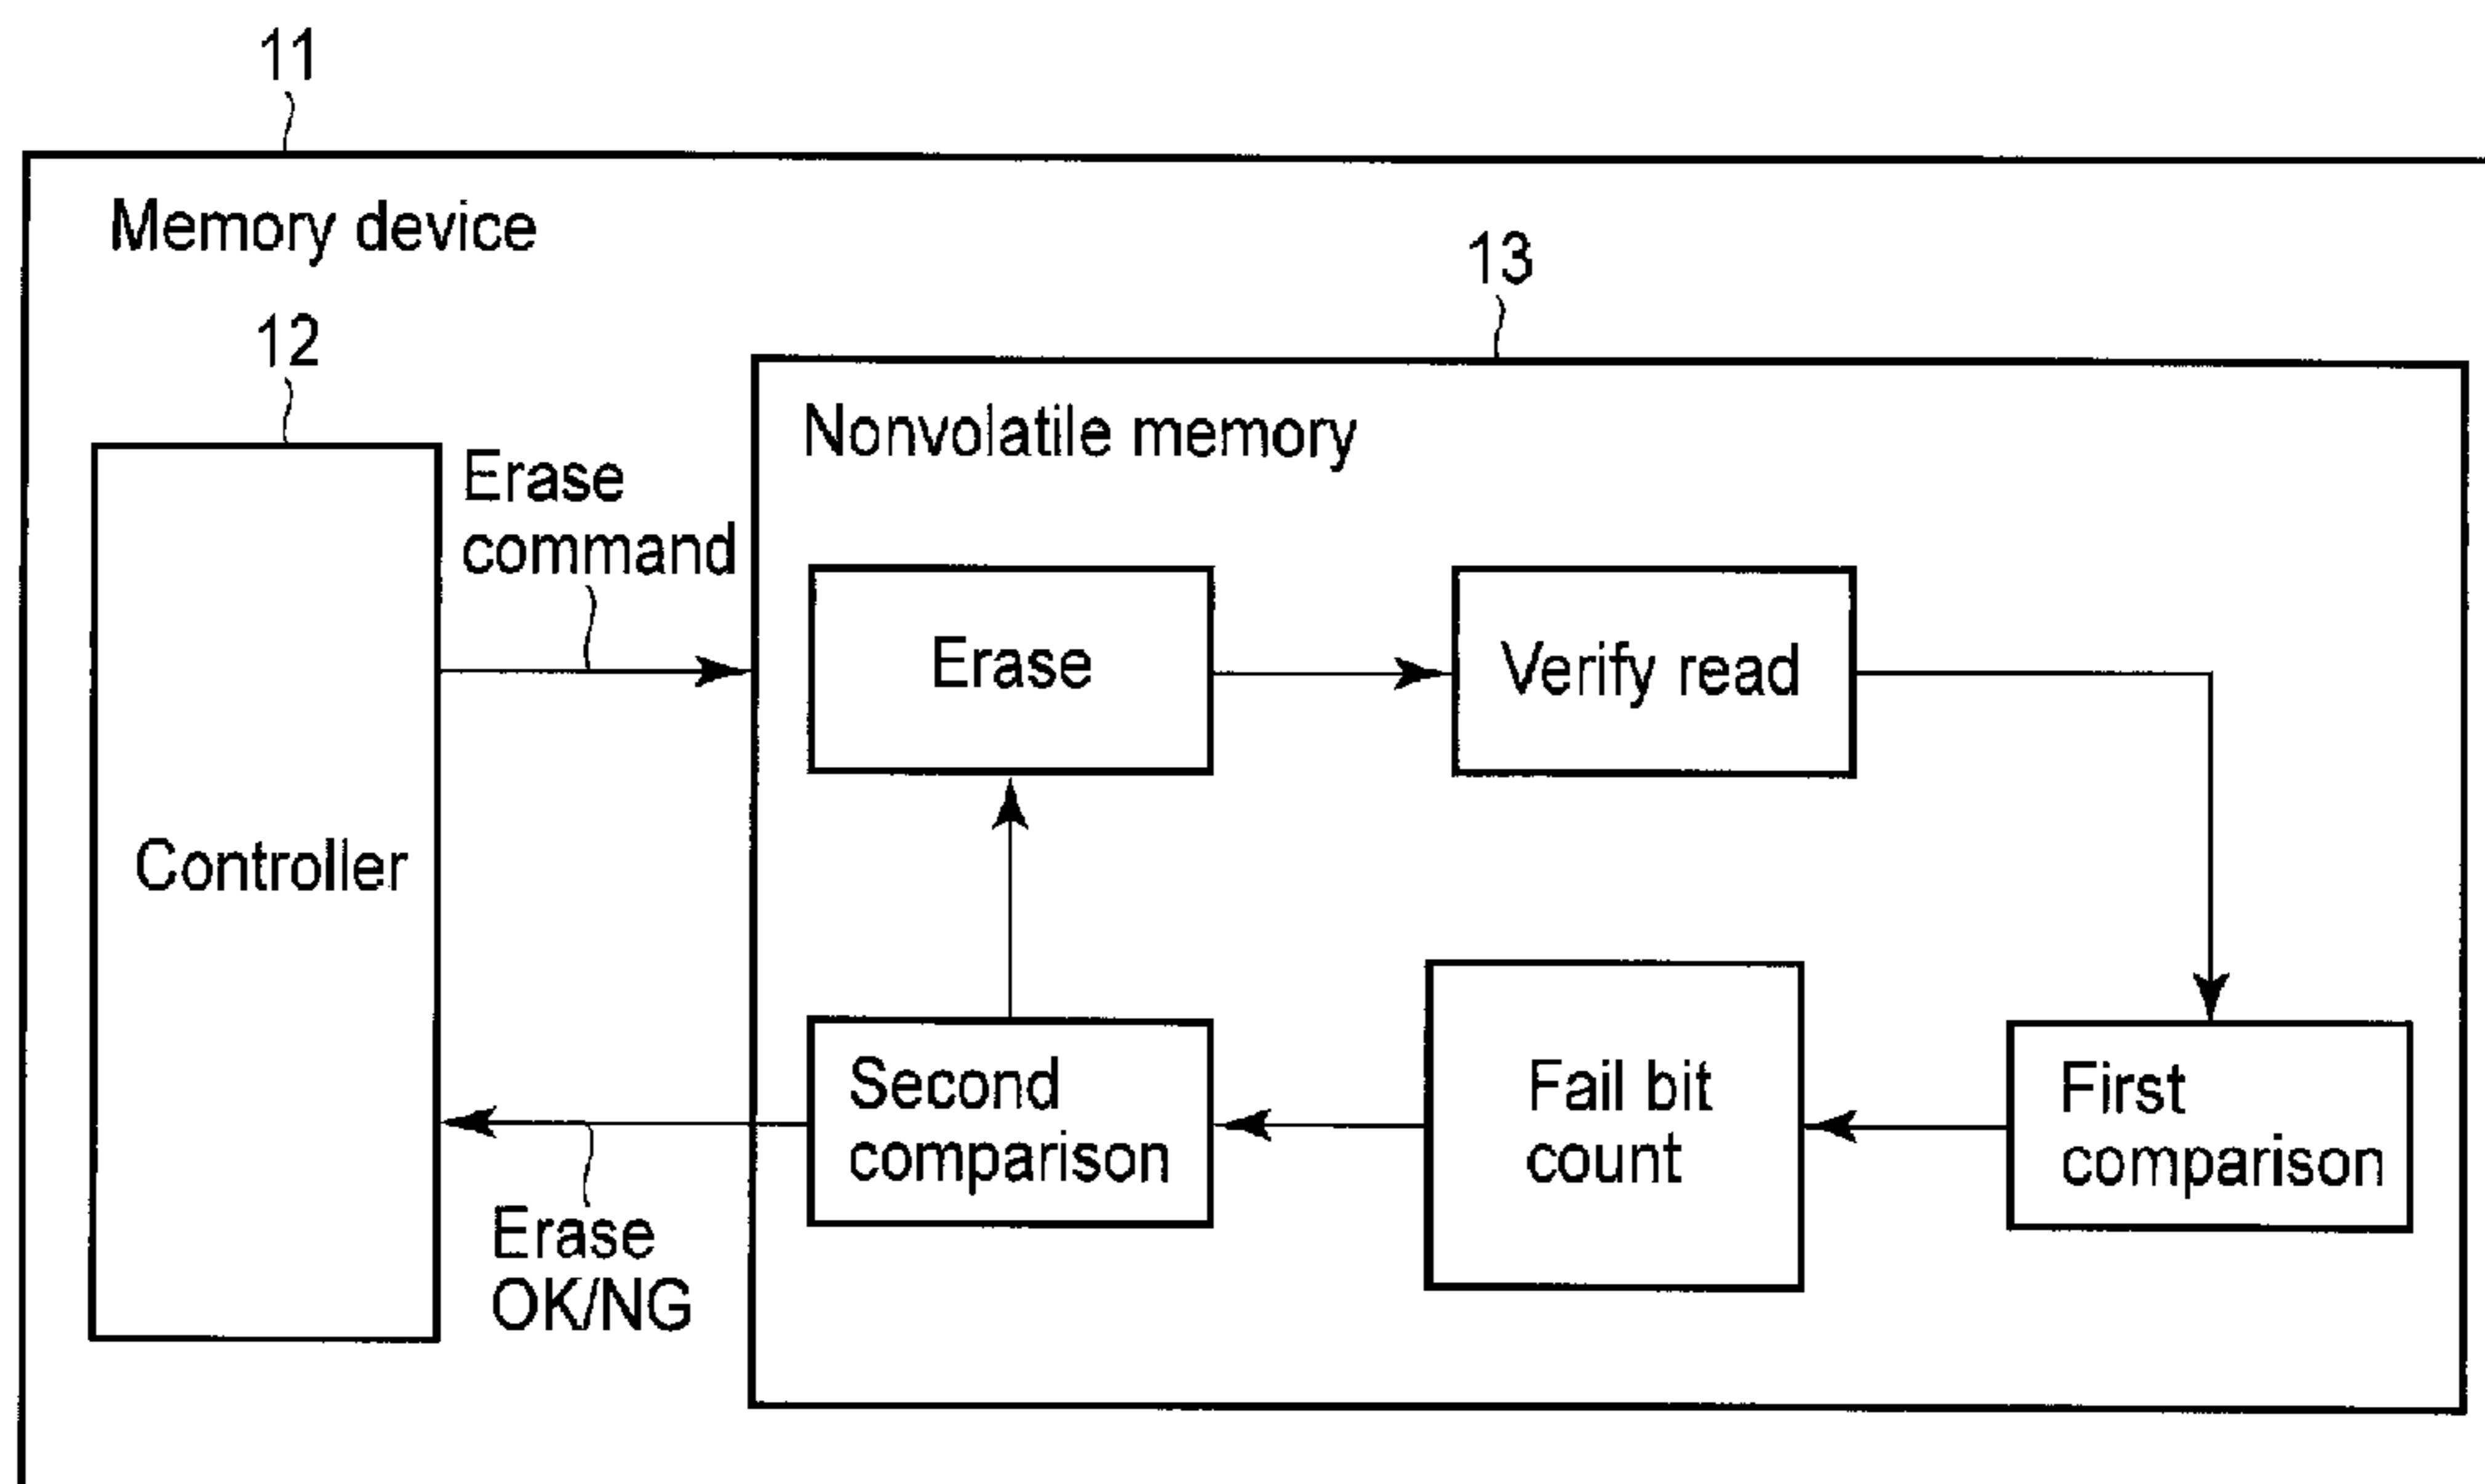 11
Memory device
13
12
Nonvolatile memory
Erase
command
Erase
Verify read
Controller
Second
comparison
Fail bit
count
First
comparison
Erase
OK/NG